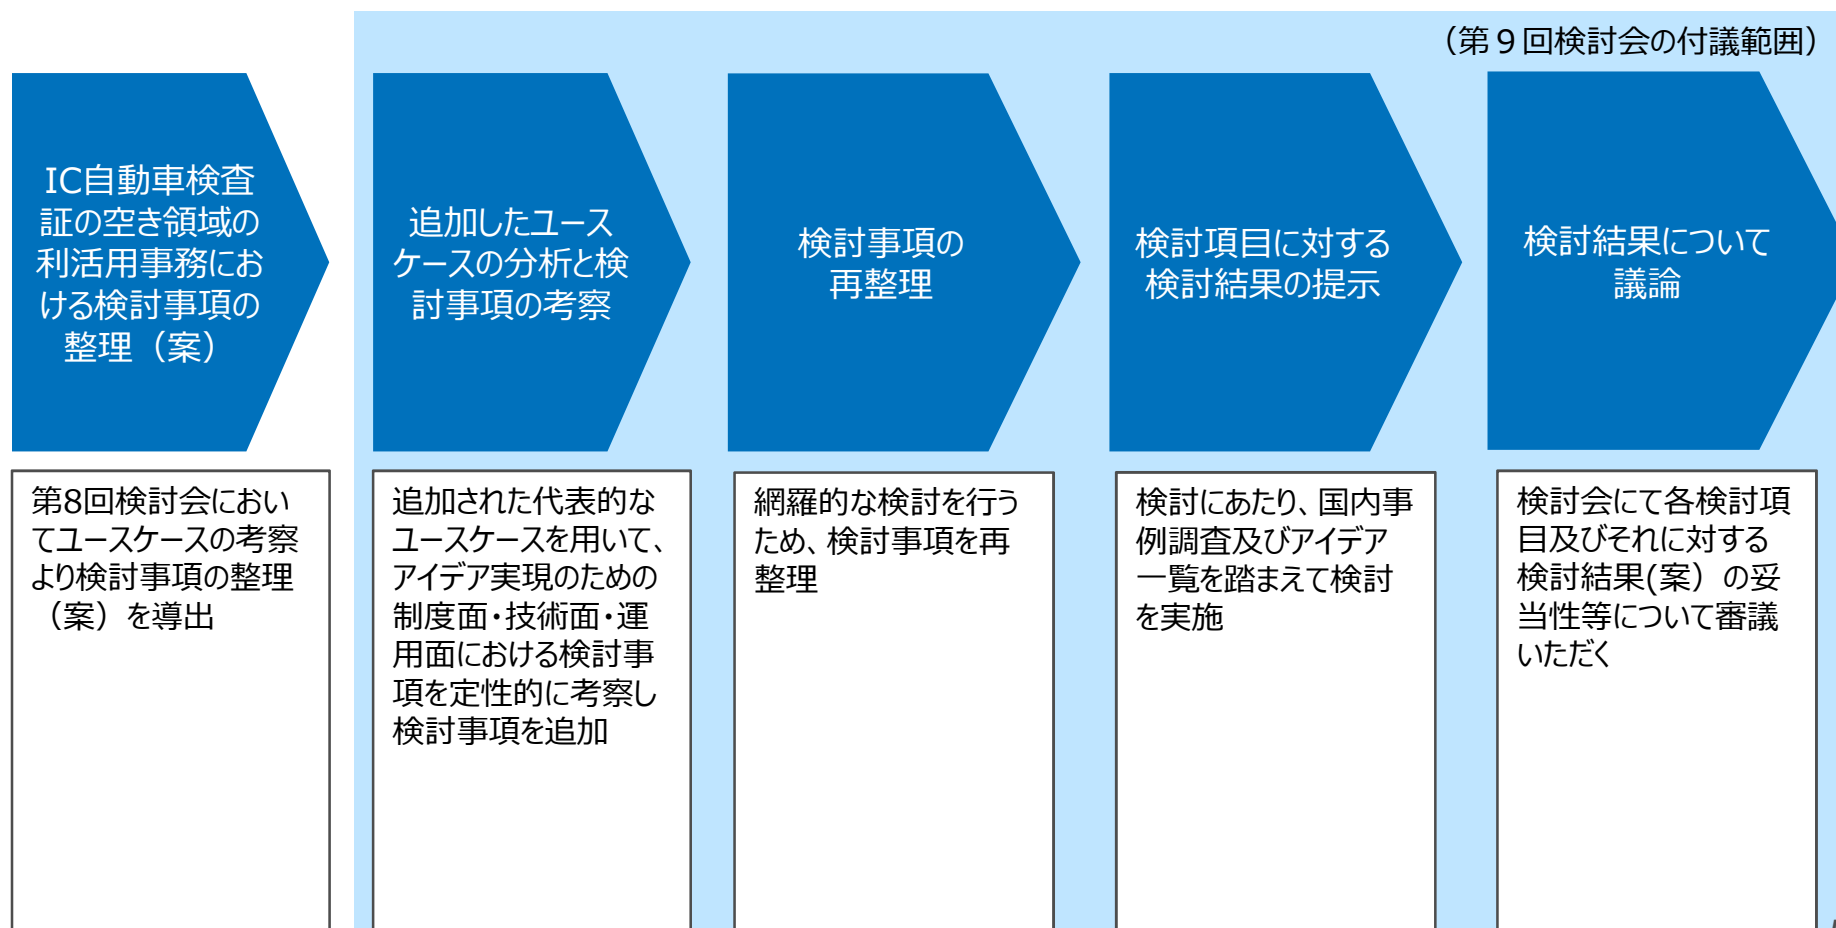 （第９回検討会の付議範囲）
IC自動車検査
証の空き領域の
利活用事務にお
ける検討事項の
整理（案）
追加したユース
ケースの分析と検
討事項の考察
検討事項の
再整理
検討項目に対する
検討結果の提示
検討結果について
議論
第8回検討会におい
てユースケースの考察
より検討事項の整理
（案）を導出
追加された代表的な
ユースケースを用いて、
アイデア実現のための
制度面・技術面・運
用面における検討事
項を定性的に考察し
検討事項を追加
網羅的な検討を行う
ため、検討事項を再
整理
検討にあたり、国内事
例調査及びアイデア
一覧を踏まえて検討
を実施
検討会にて各検討項
目及びそれに対する
検討結果(案）の妥
当性等について審議
いただく